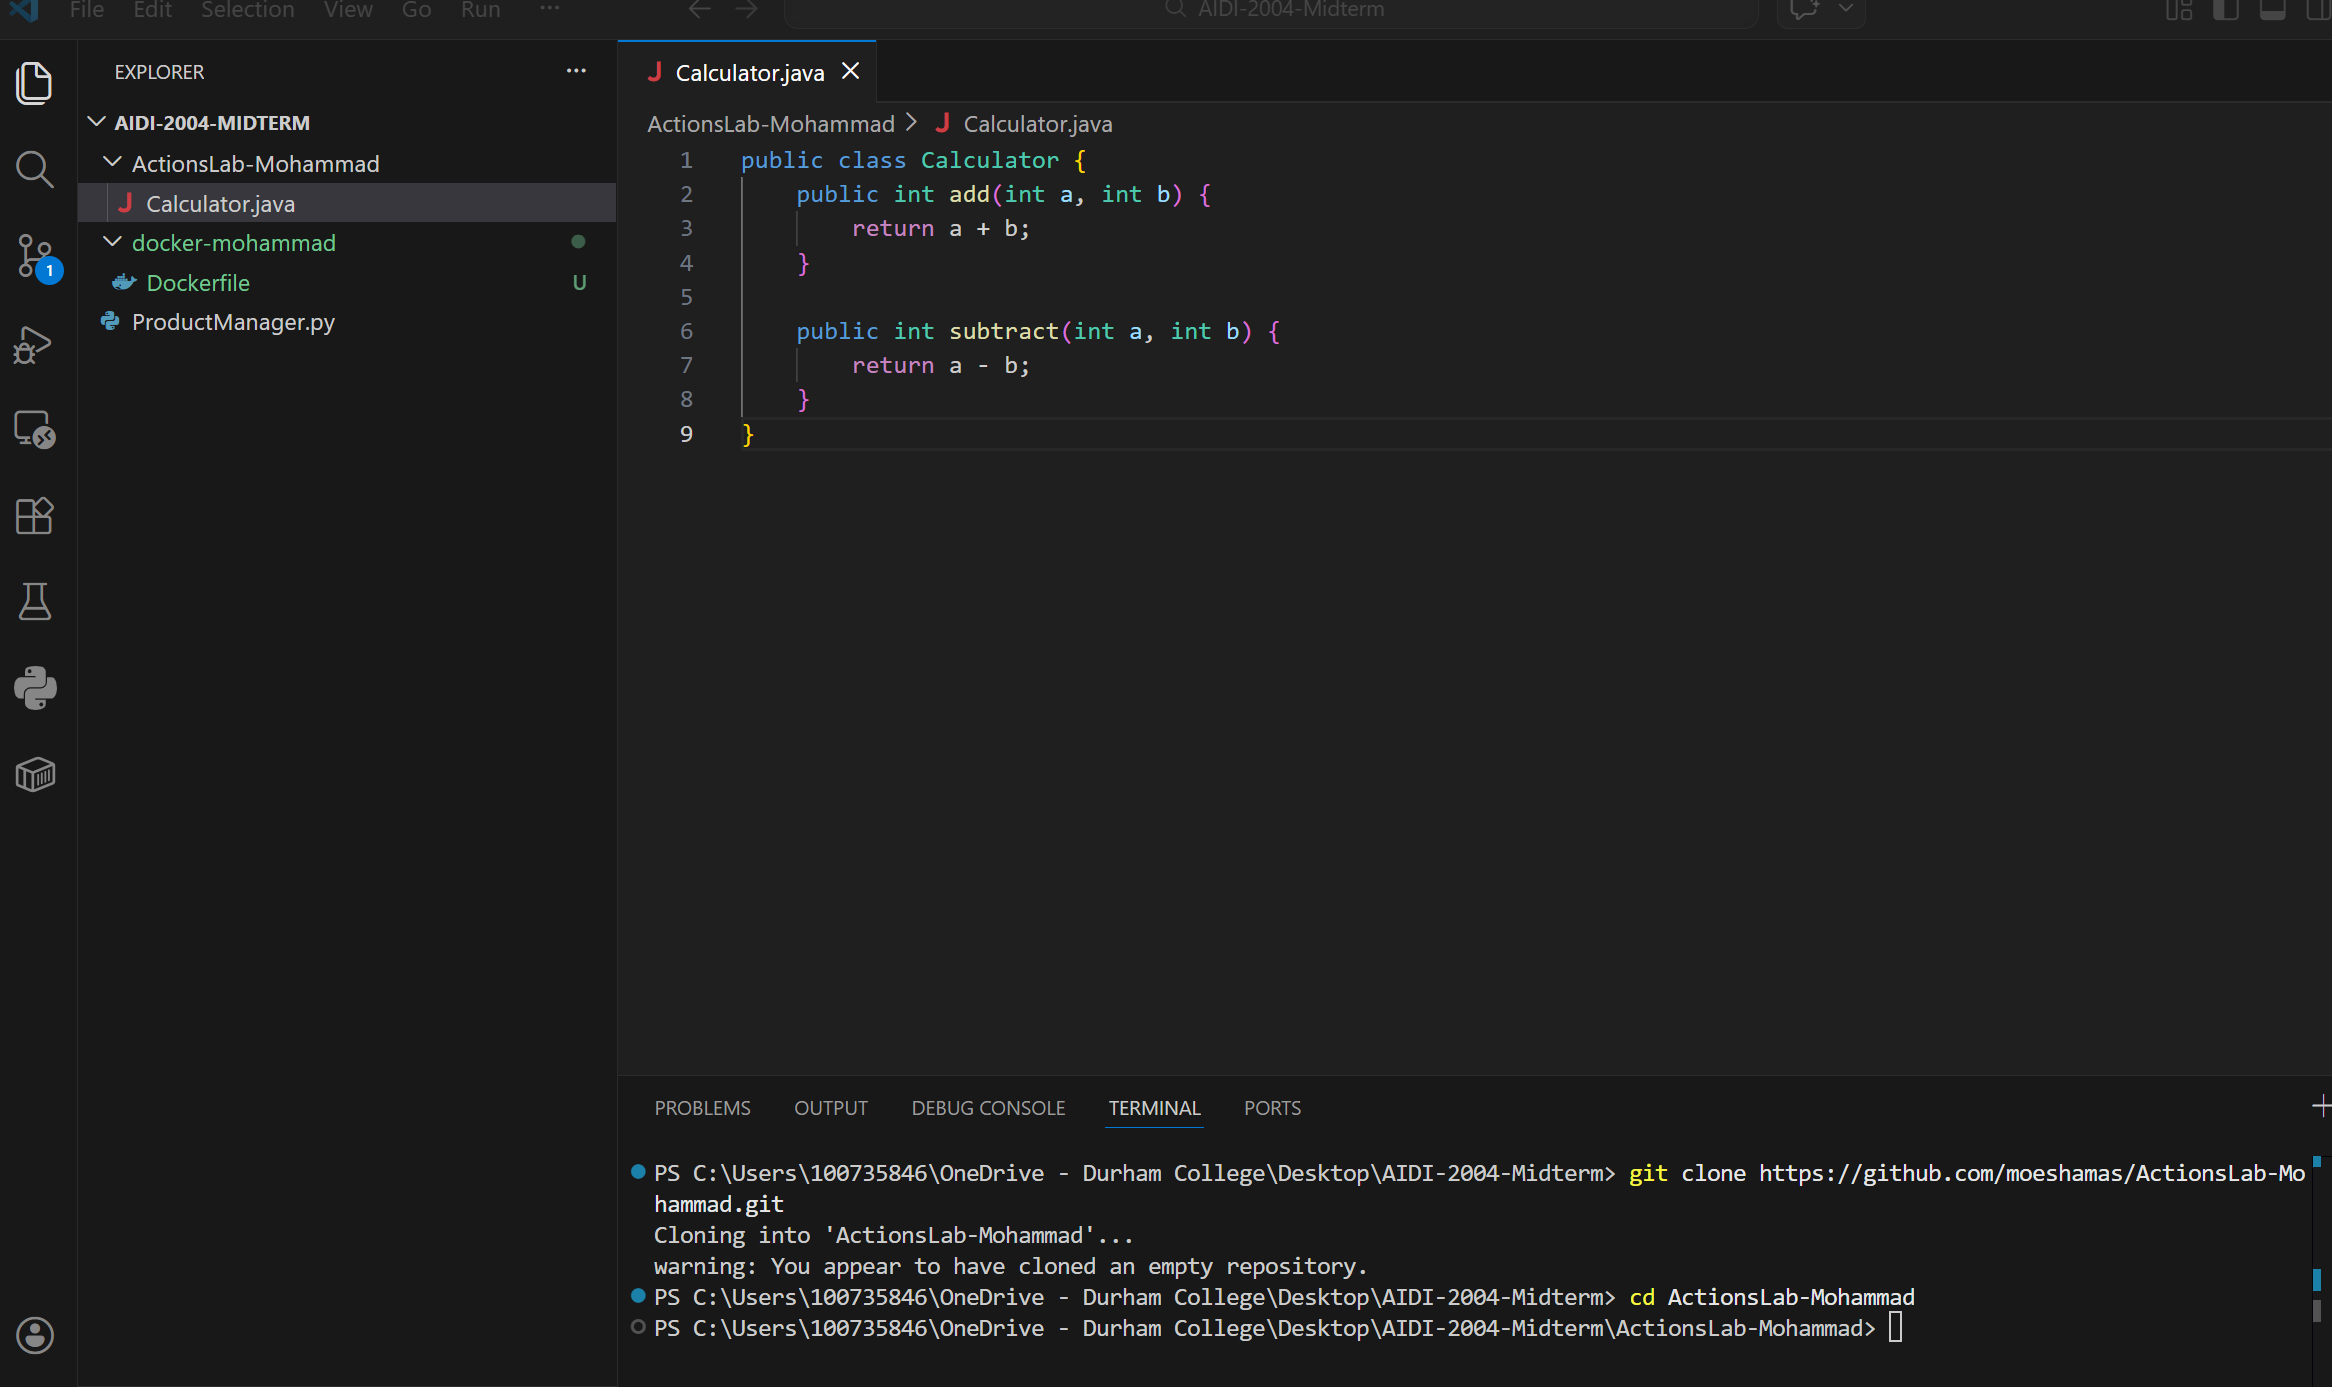 File Edit Selection View Go Run ···
AIDI-2004-Midterm
EXPLORER
AIDI-2004-MIDTERM
ActionsLab-Mohammad
Calculator.java
docker-mohammad
Dockerfile U
ProductManager.py
1
Calculator.java
ActionsLab-Mohammad > Calculator.java
1 public class Calculator {
2 public int add(int a, int b) {
3 return a + b;
4 }
5
6 public int subtract(int a, int b) {
7 return a - b;
8 }
9 }
PROBLEMS OUTPUT DEBUG CONSOLE TERMINAL PORTS
PS C:\Users\100735846\OneDrive - Durham College\Desktop\AIDI-2004-Midterm> git clone https://github.com/moeshamas/ActionsLab-Mo
hammad.git
Cloning into 'ActionsLab-Mohammad'...
warning: You appear to have cloned an empty repository.
PS C:\Users\100735846\OneDrive - Durham College\Desktop\AIDI-2004-Midterm> cd ActionsLab-Mohammad
PS C:\Users\100735846\OneDrive - Durham College\Desktop\AIDI-2004-Midterm\ActionsLab-Mohammad>